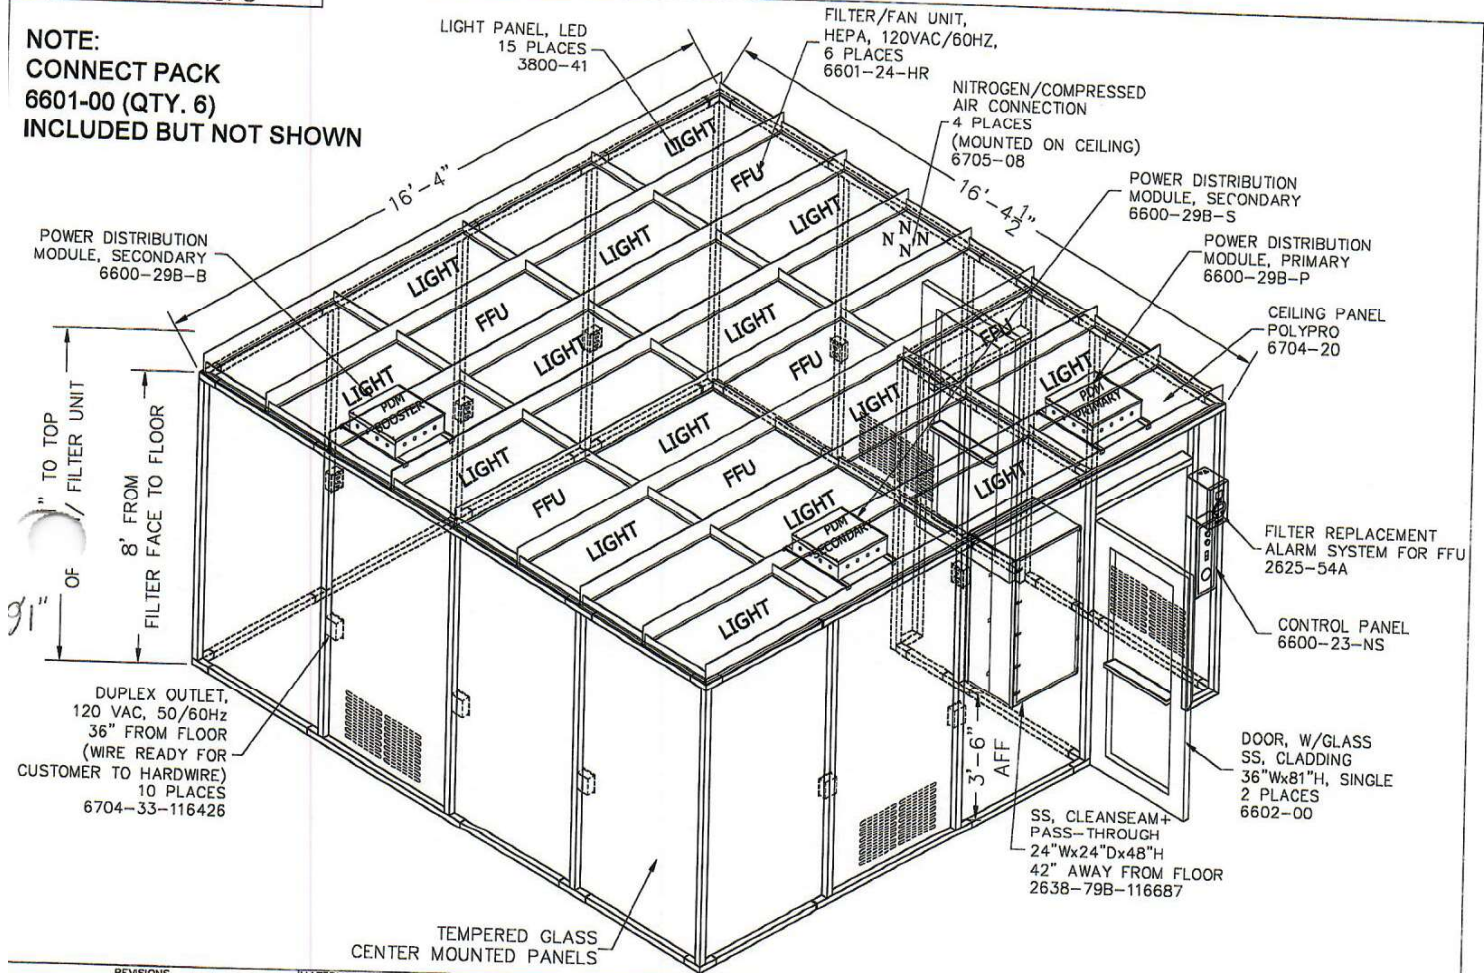 NOTE:
CONNECT PACK
6601-00 (QTY. 6)
INCLUDED BUT NOT SHOWN
LIGHT PANEL, LED
15 PLACES
3800-41
FILTER/FAN UNIT,
HEPA, 120VAC/60HZ,
6 PLACES
6601-24-HR
NITROGEN/COMPRESSED
AIR CONNECTION
4 PLACES
(MOUNTED ON CEILING)
6705-08
POWER DISTRIBUTION
MODULE, SECONDARY
6600-29B-S
POWER DISTRIBUTION
MODULE, PRIMARY
6600-29B-P
CEILING PANEL
POLYPRO
6704-20
POWER DISTRIBUTION
MODULE, SECONDARY
6600-29B-B
16'-4"
16'-4 1/2"
LIGHT
FFU
LIGHT
N
N N
N
LIGHT
LIGHT
FFU
LIGHT
LIGHT
FFU
FFU
LIGHT
LIGHT
PDM
BOOSTER
LIGHT
LIGHT
PDM
PRIMARY
LIGHT
FFU
LIGHT
FFU
LIGHT
LIGHT
LIGHT
PDM
SECONDARY
LIGHT
" TO TOP
OF FILTER UNIT
91"
8' FROM
FILTER FACE TO FLOOR
FILTER REPLACEMENT
ALARM SYSTEM FOR FFU
2625-54A
CONTROL PANEL
6600-23-NS
DUPLEX OUTLET,
120 VAC, 50/60Hz
36" FROM FLOOR
(WIRE READY FOR
CUSTOMER TO HARDWIRE)
10 PLACES
6704-33-116426
3'-6"
AFF
DOOR, W/GLASS
SS, CLADDING
36"Wx81"H, SINGLE
2 PLACES
6602-00
SS, CLEANSEAM+
PASS-THROUGH
24"Wx24"Dx48"H
42" AWAY FROM FLOOR
2638-79B-116687
TEMPERED GLASS
CENTER MOUNTED PANELS
REVISIONS